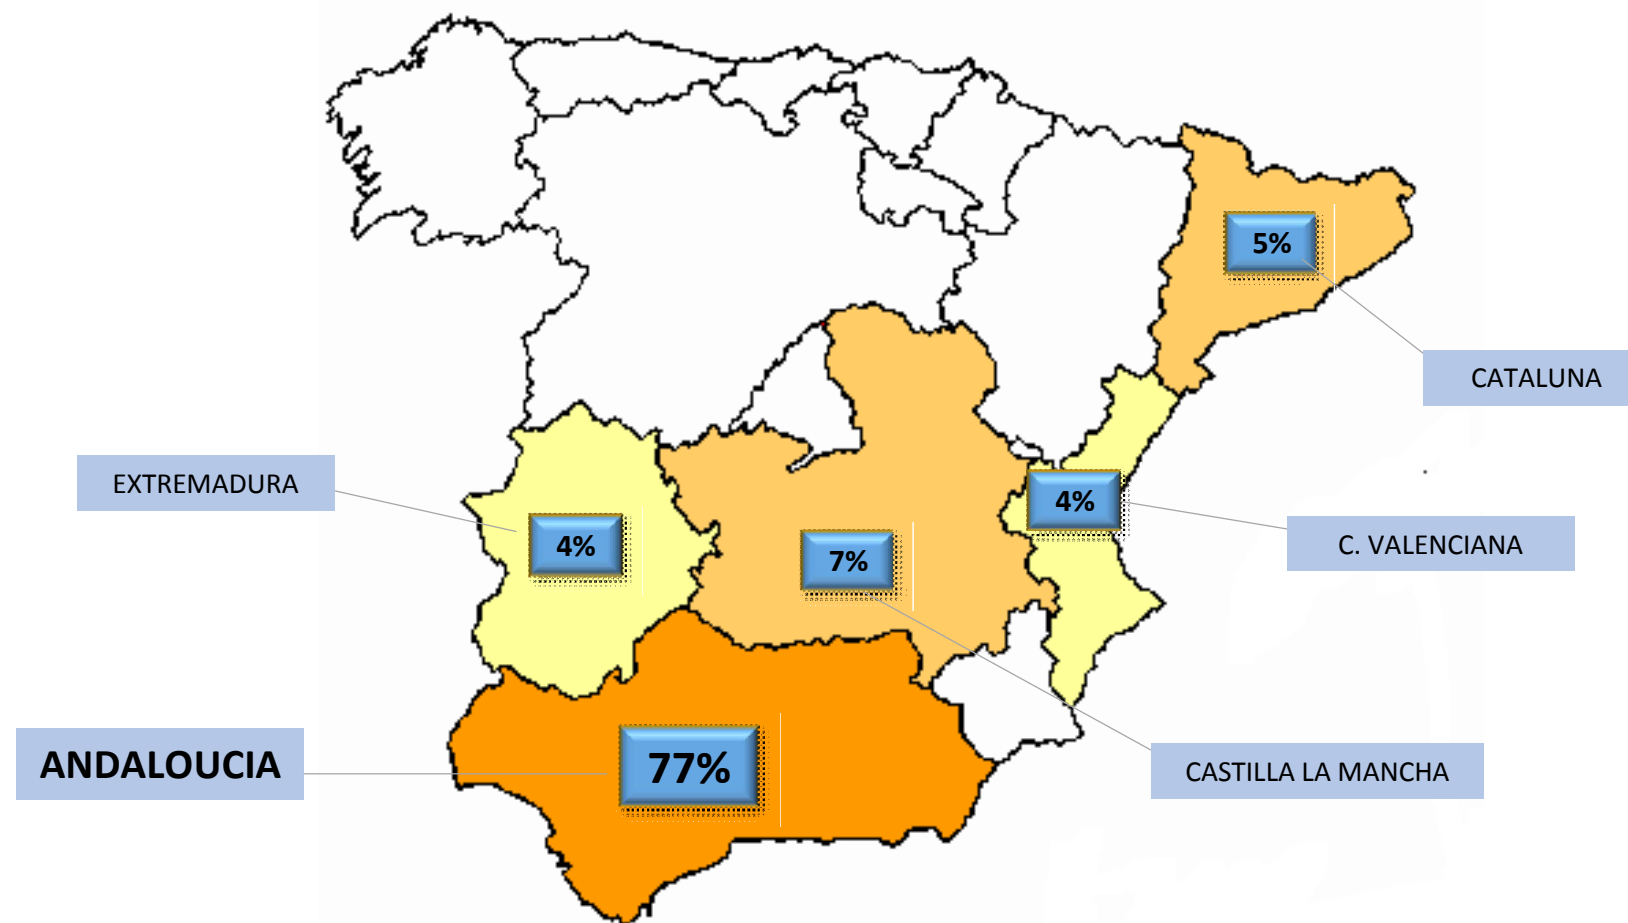 5%
CATALUNA
EXTREMADURA
4%
4%
7%
C. VALENCIANA
ANDALOUCIA
77%
CASTILLA LA MANCHA